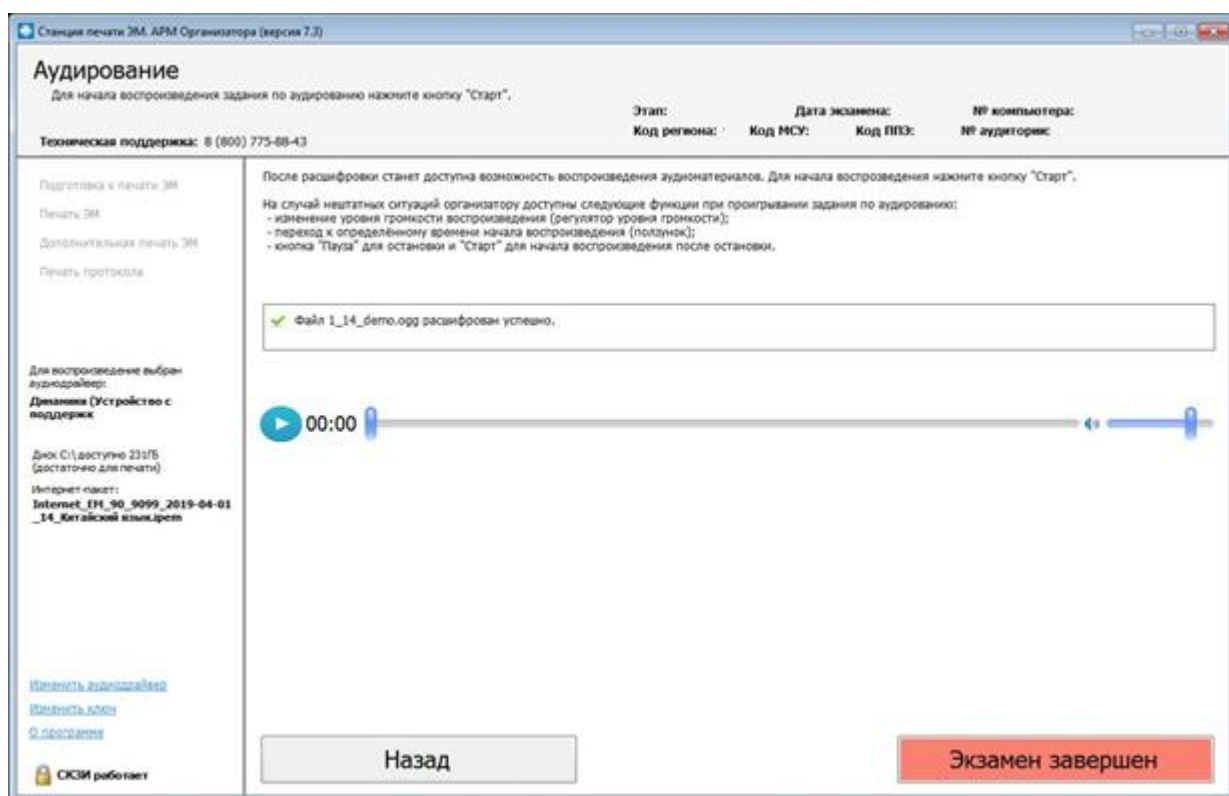 Станция печати ЭМ. АРМ Организатора (версия 7.3)
Аудирование
Для начала воспроизведения задания по аудированию нажмите кнопку "Старт".
Этап: Дата экзамена: № компьютера:
Код региона: Код МСУ: Код ППЭ: № аудитории:
Техническая поддержка: 8 (800) 775-88-43
Подготовка к печати ЭМ
Печать ЭМ
Дополнительная печать ЭМ
Печать протокола
Для воспроизведение выбран
аудиодрайвер:
Динамики (Устройство с
поддержк
Диск C:\ доступно 231ГБ
(достаточно для печати)
Интернет-пакет:
Internet_EM_90_9099_2019-04-01
_14_Китайский язык.ipem
Изменить аудиодрайвер
Изменить ключ
О программе
СКЗИ работает
После расшифровки станет доступна возможность воспроизведения аудиоматериалов. Для начала воспрозведения нажмите кнопку "Старт".
На случай нештатных ситуаций организатору доступны следующие функции при проигрывании задания по аудированию:
- изменение уровня громкости воспроизведения (регулятор уровня громкости);
- переход к определённому времени начала воспроизведения (ползунок);
- кнопка "Пауза" для остановки и "Старт" для начала воспроизведения после остановки.
Файл 1_14_demo.ogg расшифрован успешно.
00:00
Назад
Экзамен завершен